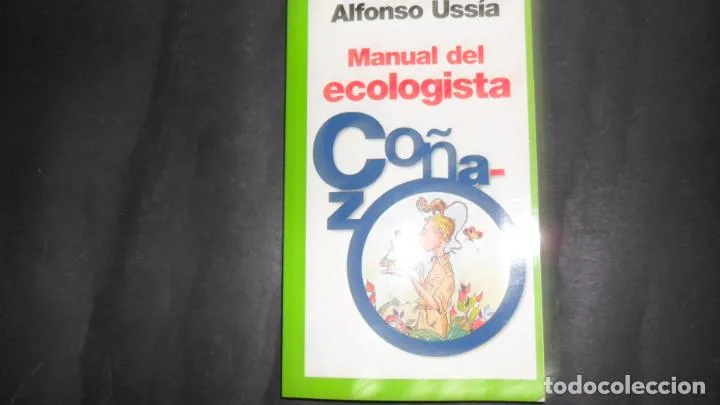 Alfonso Ussía
Manual del
ecologista
Coña-
zo
todocoleccion